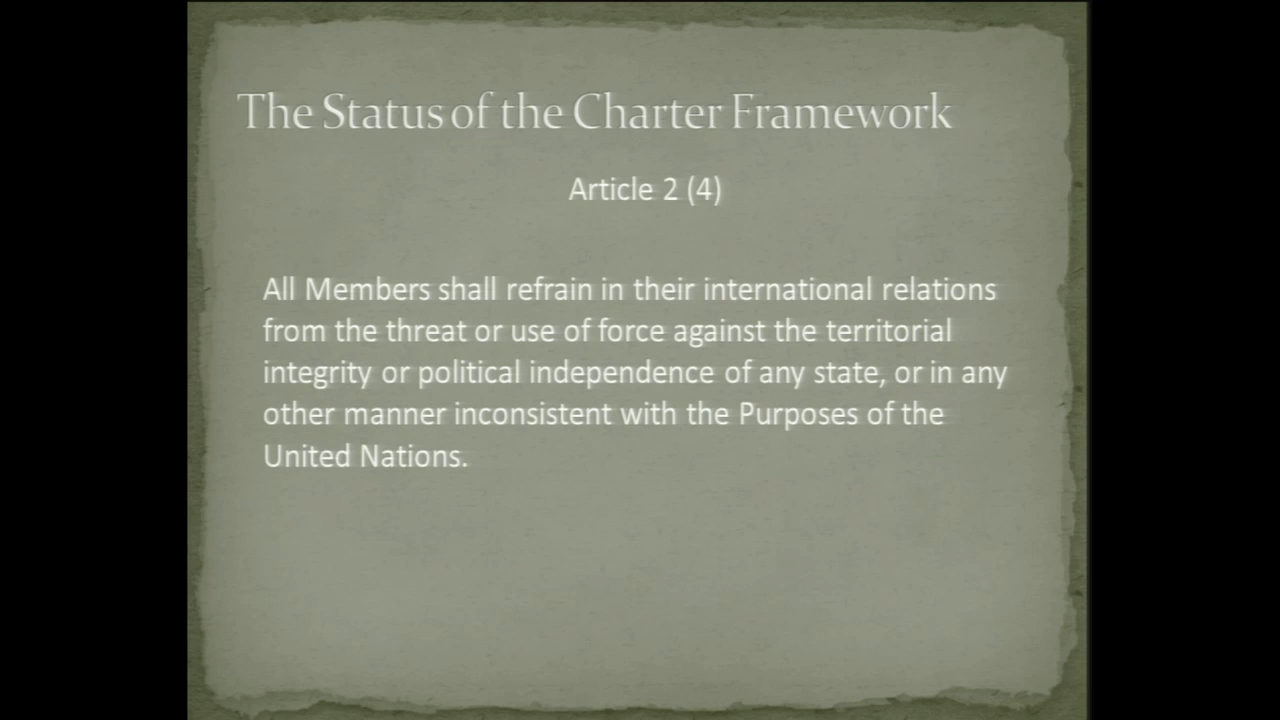 The Status of the Charter Framework
Article 2 (4)
All Members shall refrain in their international relations
from the threat or use of force against the territorial
integrity or political independence of any state, or in any
other manner inconsistent with the Purposes of the
United Nations.